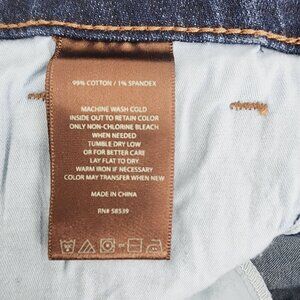 99% COTTON / 1% SPANDEX
MACHINE WASH COLD
INSIDE OUT TO RETAIN COLOR
ONLY NON-CHLORINE BLEACH
WHEN NEEDED
TUMBLE DRY LOW
OR FOR BETTER CARE
LAY FLAT TO DRY
WARM IRON IF NECESSARY
COLOR MAY TRANSFER WHEN NEW
MADE IN CHINA
RN# 58539